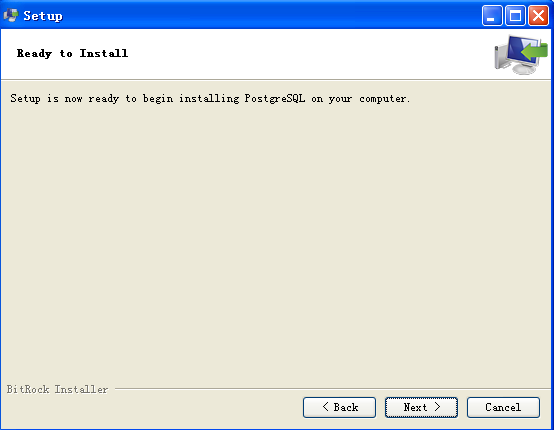 Setup
Ready to Install
Setup is now ready to begin installing PostgreSQL on your computer.
BitRock Installer
< Back
Next >
Cancel